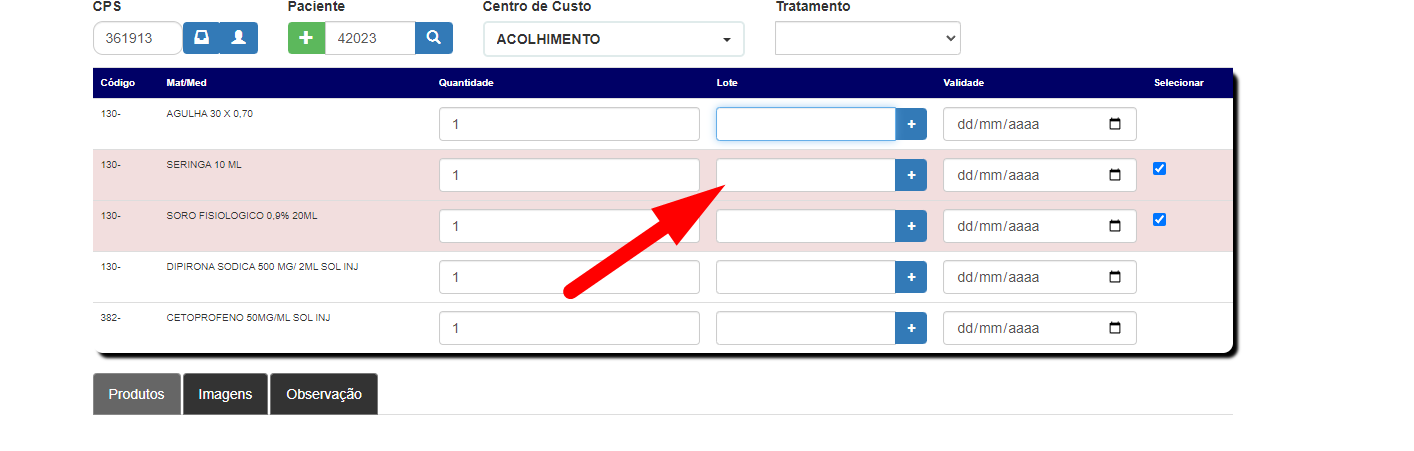 CPS Paciente Centro de Custo Tratamento
361913 42023 ACOLHIMENTO
Código Mat/Med Quantidade Lote Validade Selecionar
130- AGULHA 30 X 0,70 1 + dd/mm/aaaa
130- SERINGA 10 ML 1 + dd/mm/aaaa
130- SORO FISIOLOGICO 0,9% 20ML 1 + dd/mm/aaaa
130- DIPIRONA SODICA 500 MG/ 2ML SOL INJ 1 + dd/mm/aaaa
382- CETOPROFENO 50MG/ML SOL INJ 1 + dd/mm/aaaa
Produtos Imagens Observação